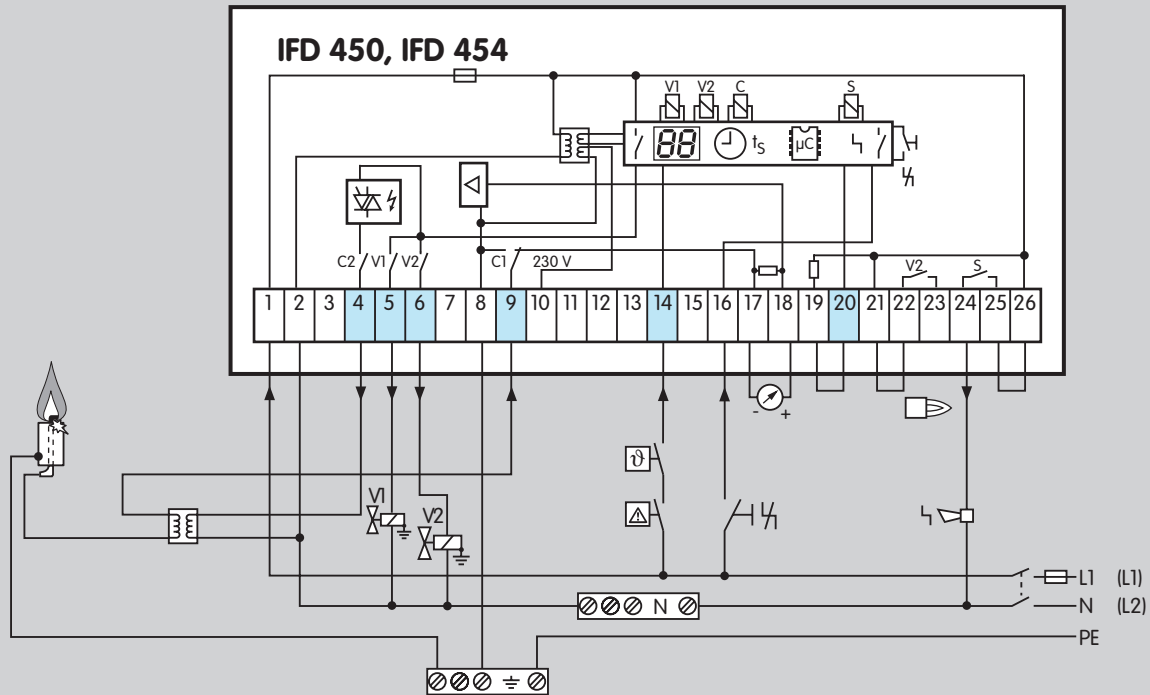 IFD 450, IFD 454
V1 V2 C S
88 tS µC
C2 V1 V2 C1 230 V V2 S
1 2 3 4 5 6 7 8 9 10 11 12 13 14 15 16 17 18 19 20 21 22 23 24 25 26
- +
ϑ
V1
V2
L1 (L1)
N N (L2)
PE